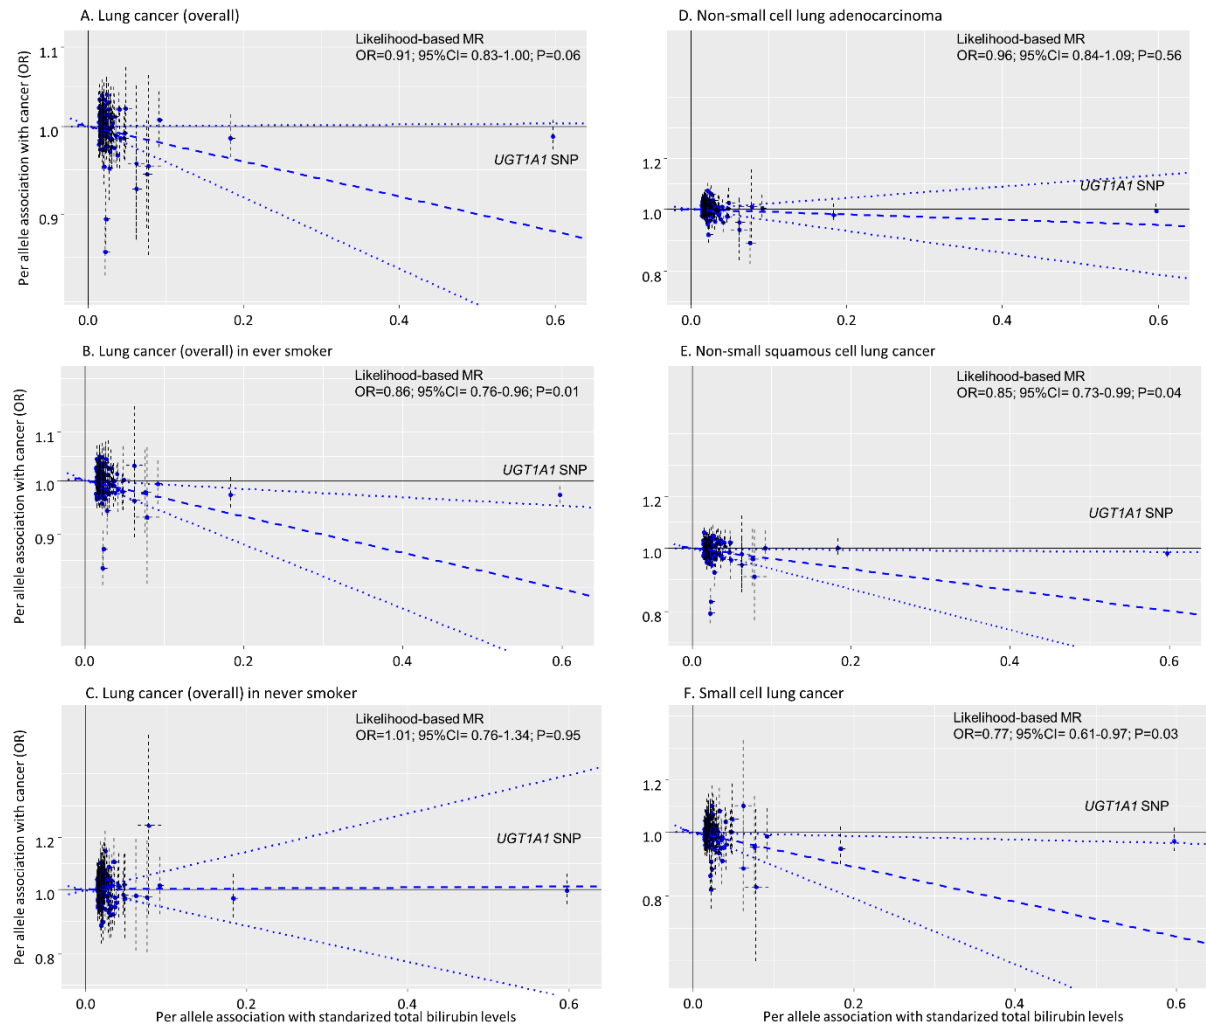 A. Lung cancer (overall)
Likelihood-based MR
OR=0.91; 95%CI= 0.83-1.00; P=0.06
UGT1A1 SNP
Per allele association with cancer (OR)
1.1
1.0
0.9
0.0
0.2
0.4
0.6
B. Lung cancer (overall) in ever smoker
Likelihood-based MR
OR=0.86; 95%CI= 0.76-0.96; P=0.01
UGT1A1 SNP
Per allele association with cancer (OR)
1.1
1.0
0.9
0.0
0.2
0.4
0.6
C. Lung cancer (overall) in never smoker
Likelihood-based MR
OR=1.01; 95%CI= 0.76-1.34; P=0.95
UGT1A1 SNP
Per allele association with cancer (OR)
1.2
1.0
0.8
0.0
0.2
0.4
0.6
Per allele association with standarized total bilirubin levels
D. Non-small cell lung adenocarcinoma
Likelihood-based MR
OR=0.96; 95%CI= 0.84-1.09; P=0.56
UGT1A1 SNP
1.2
1.0
0.8
0.0
0.2
0.4
0.6
E. Non-small squamous cell lung cancer
Likelihood-based MR
OR=0.85; 95%CI= 0.73-0.99; P=0.04
UGT1A1 SNP
1.2
1.0
0.8
0.0
0.2
0.4
0.6
F. Small cell lung cancer
Likelihood-based MR
OR=0.77; 95%CI= 0.61-0.97; P=0.03
UGT1A1 SNP
1.2
1.0
0.8
0.0
0.2
0.4
0.6
Per allele association with standarized total bilirubin levels